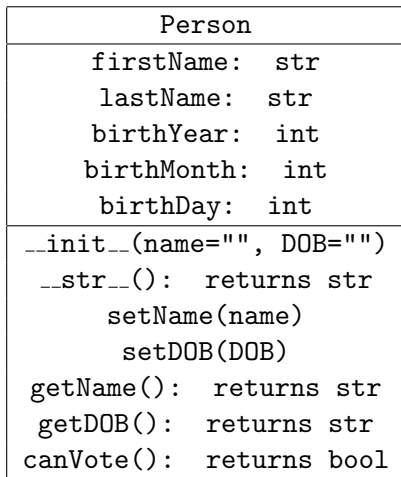 Person
firstName: str
lastName: str
birthYear: int
birthMonth: int
birthDay: int
__init__(name="", DOB="")
__str__(): returns str
setName(name)
setDOB(DOB)
getName(): returns str
getDOB(): returns str
canVote(): returns bool